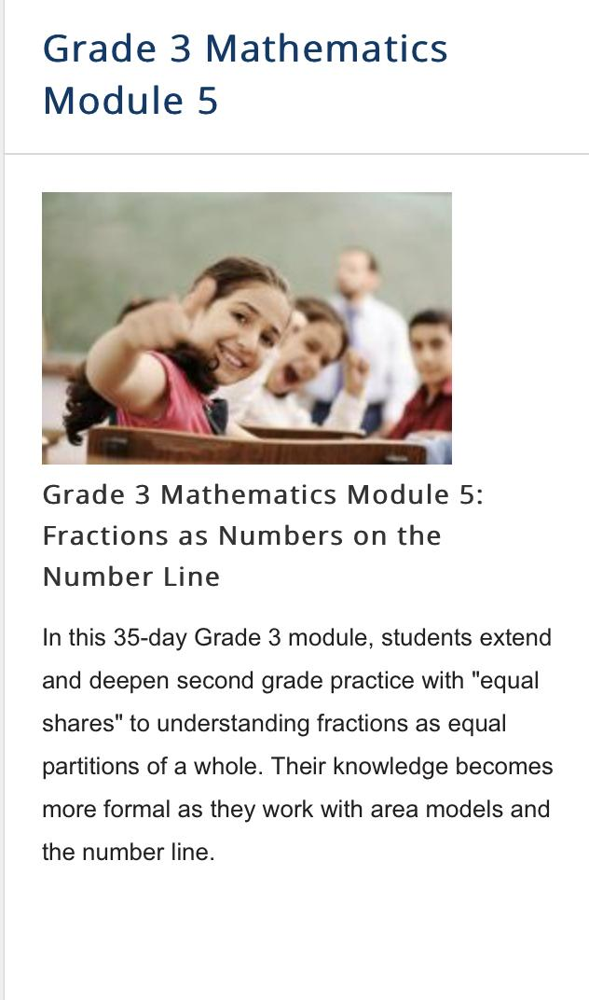 Grade 3 Mathematics
Module 5
Grade 3 Mathematics Module 5:
Fractions as Numbers on the
Number Line
In this 35-day Grade 3 module, students extend
and deepen second grade practice with "equal
shares" to understanding fractions as equal
partitions of a whole. Their knowledge becomes
more formal as they work with area models and
the number line.